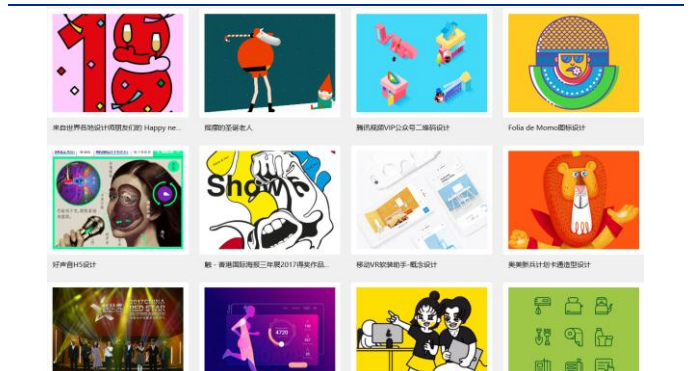 来自世界各地设计师朋友们的 Happy ne...
摇摆的圣诞老人
腾讯视频VIP公众号二维码设计
Folía de Momo图标设计
Show
好声音H5设计
触·香港国际海报三年展2017得奖作品...
移动VR软装助手-概念设计
美美新兵计划卡通造型设计
2017CHINA
RED STAR
4720